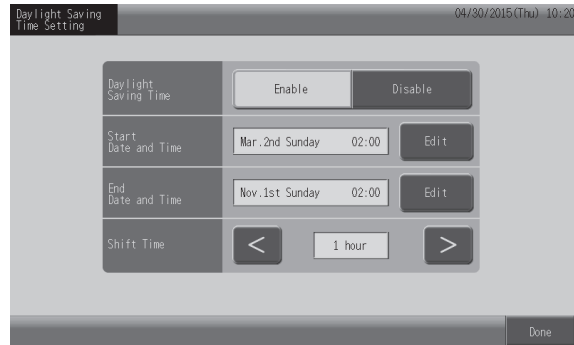 Daylight Saving
Time Setting
04/30/2015(Thu) 10:20
Daylight
Saving Time
Enable
Disable
Start
Date and Time
Mar.2nd Sunday 02:00
Edit
End
Date and Time
Nov.1st Sunday 02:00
Edit
Shift Time
<
1 hour
>
Done